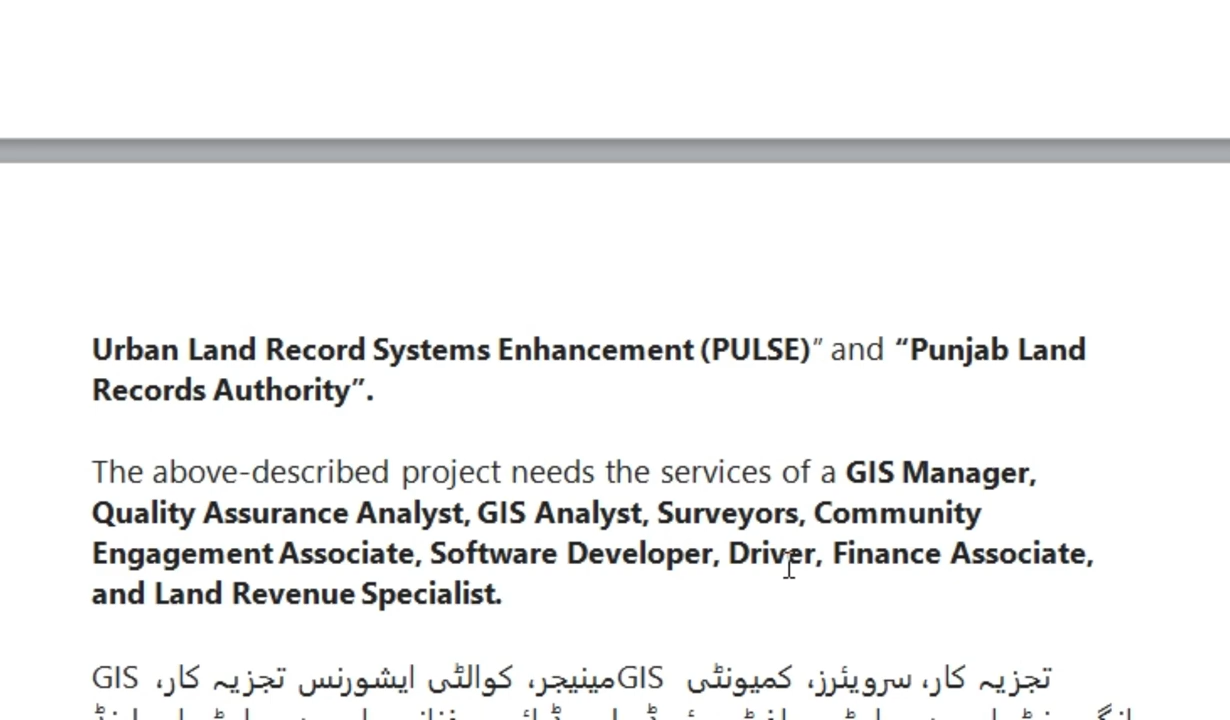 Urban Land Record Systems Enhancement (PULSE)” and “Punjab Land
Records Authority”.
The above-described project needs the services of a GIS Manager,
Quality Assurance Analyst, GIS Analyst, Surveyors, Community
Engagement Associate, Software Developer, Driver, Finance Associate,
and Land Revenue Specialist.
GIS مینیجر، کوالٹی ایشورنس تجزیہ کار، GIS تجزیہ کار، سرویئرز، کمیونٹی